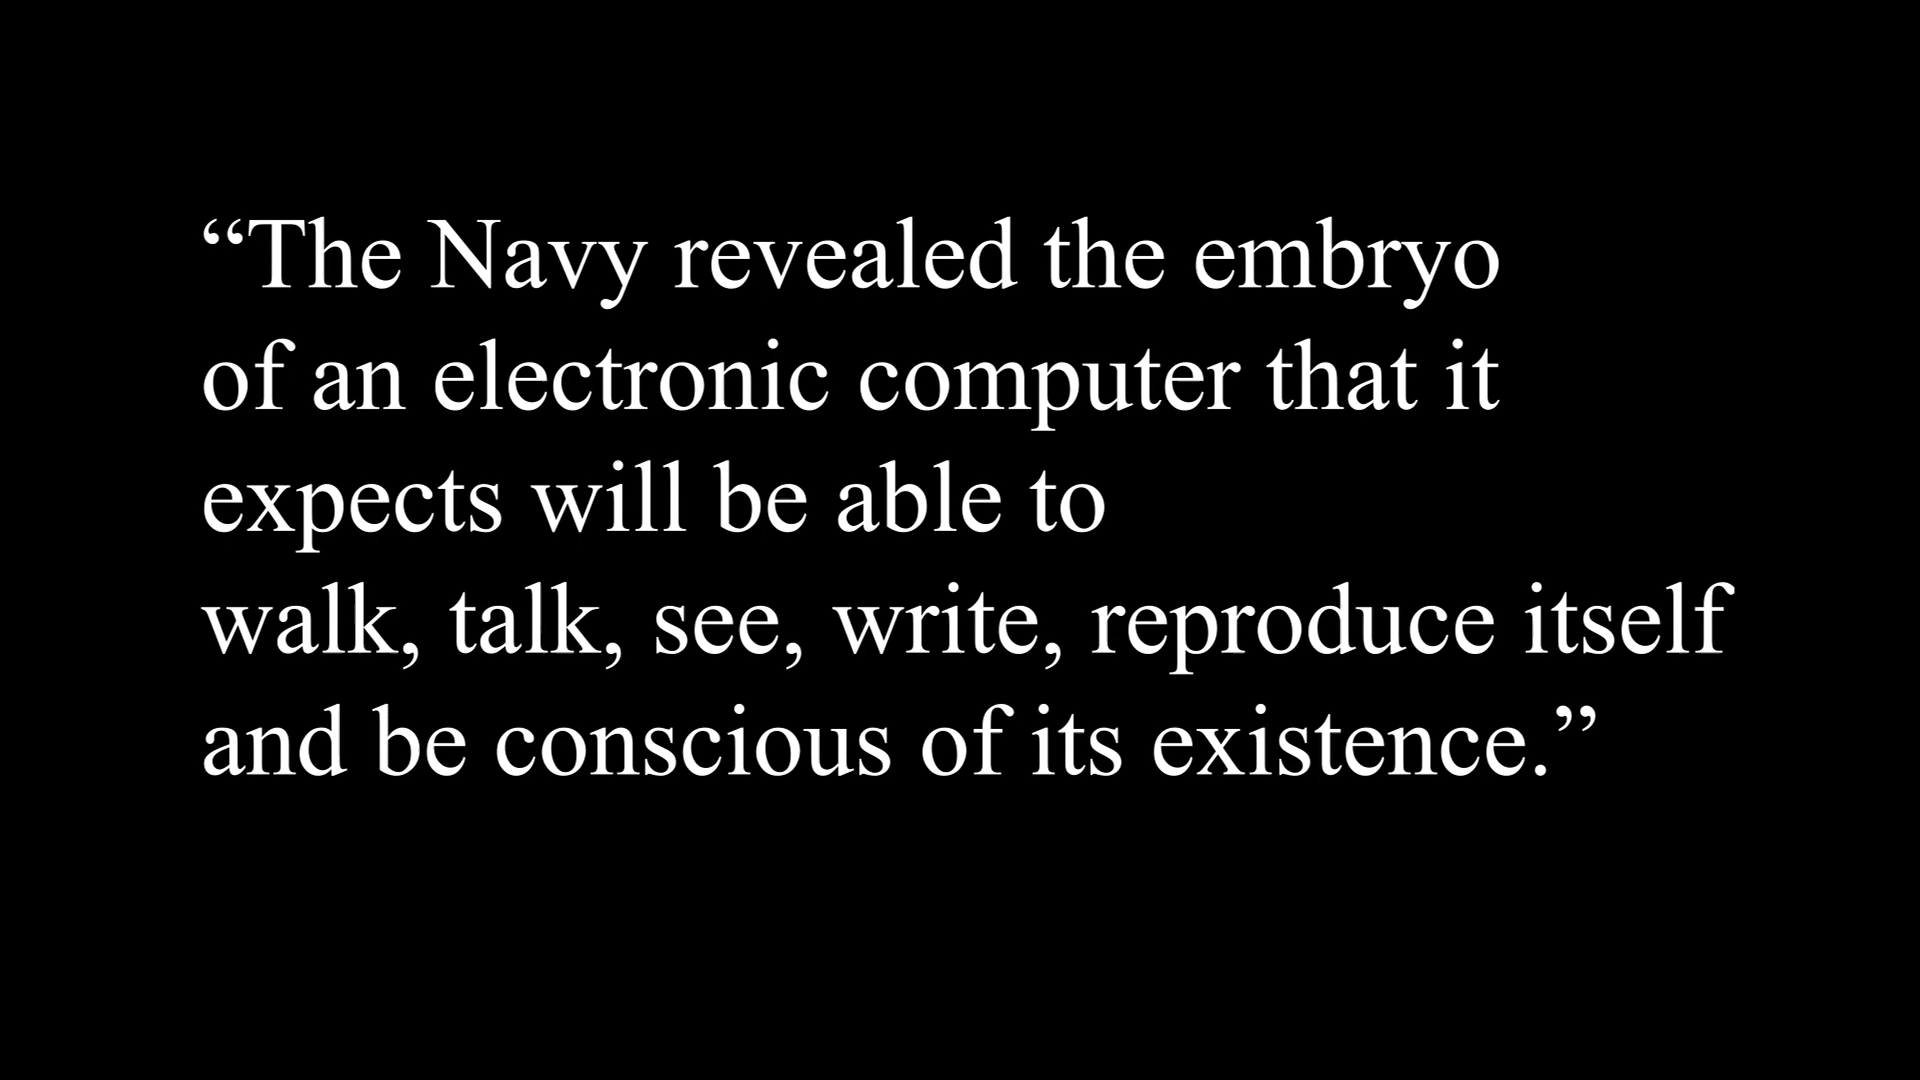 “The Navy revealed the embryo
of an electronic computer that it
expects will be able to
walk, talk, see, write, reproduce itself
and be conscious of its existence.”